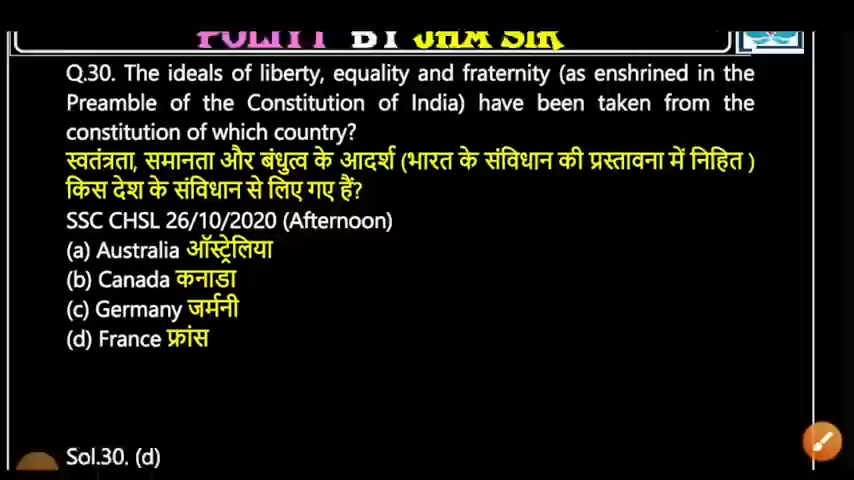 POLITY BY JHM SIR
Q.30. The ideals of liberty, equality and fraternity (as enshrined in the
Preamble of the Constitution of India) have been taken from the
constitution of which country?
स्वतंत्रता, समानता और बंधुत्व के आदर्श (भारत के संविधान की प्रस्तावना में निहित )
किस देश के संविधान से लिए गए हैं?
SSC CHSL 26/10/2020 (Afternoon)
(a) Australia ऑस्ट्रेलिया
(b) Canada कनाडा
(c) Germany जर्मनी
(d) France फ्रांस
Sol.30. (d)